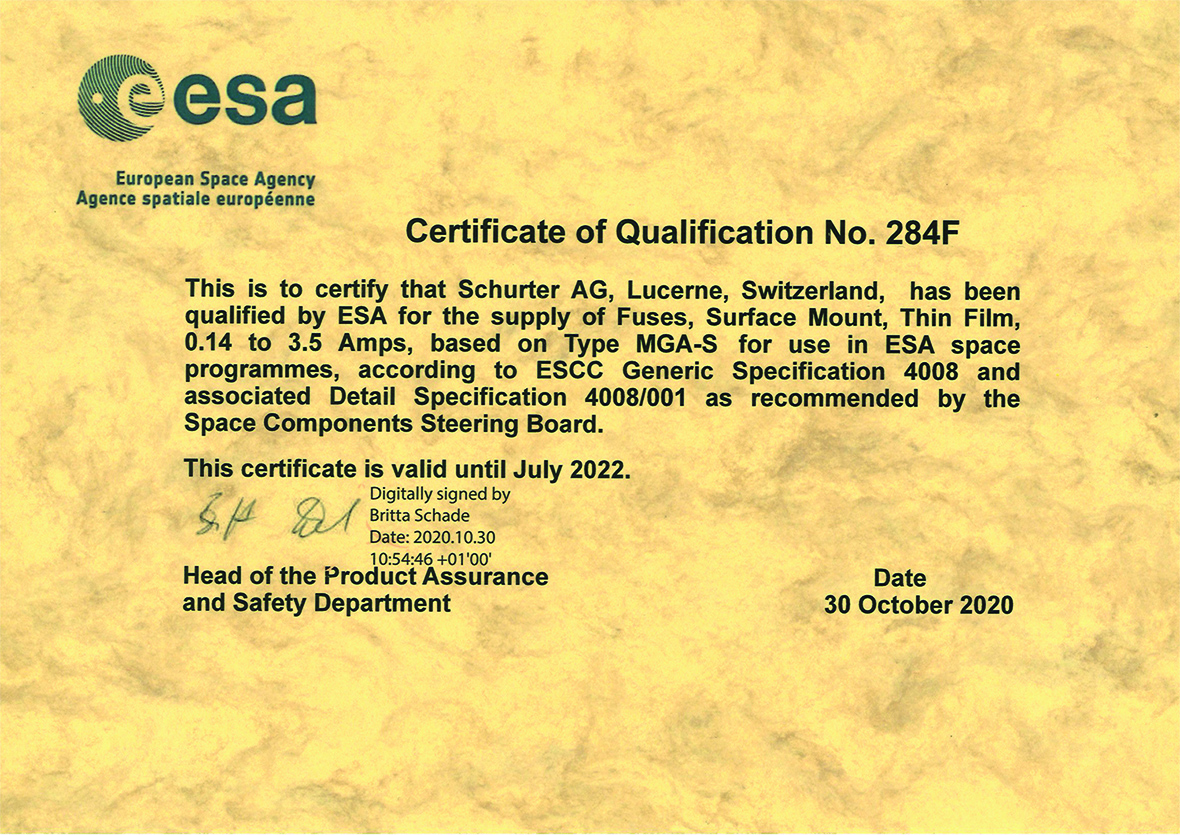 esa
European Space Agency
Agence spatiale européenne
Certificate of Qualification No. 284F
This is to certify that Schurter AG, Lucerne, Switzerland, has been
qualified by ESA for the supply of Fuses, Surface Mount, Thin Film,
0.14 to 3.5 Amps, based on Type MGA-S for use in ESA space
programmes, according to ESCC Generic Specification 4008 and
associated Detail Specification 4008/001 as recommended by the
Space Components Steering Board.
This certificate is valid until July 2022.
Digitally signed by
Britta Schade
Date: 2020.10.30
10:54:46 +01'00'
Head of the Product Assurance
and Safety Department
Date
30 October 2020